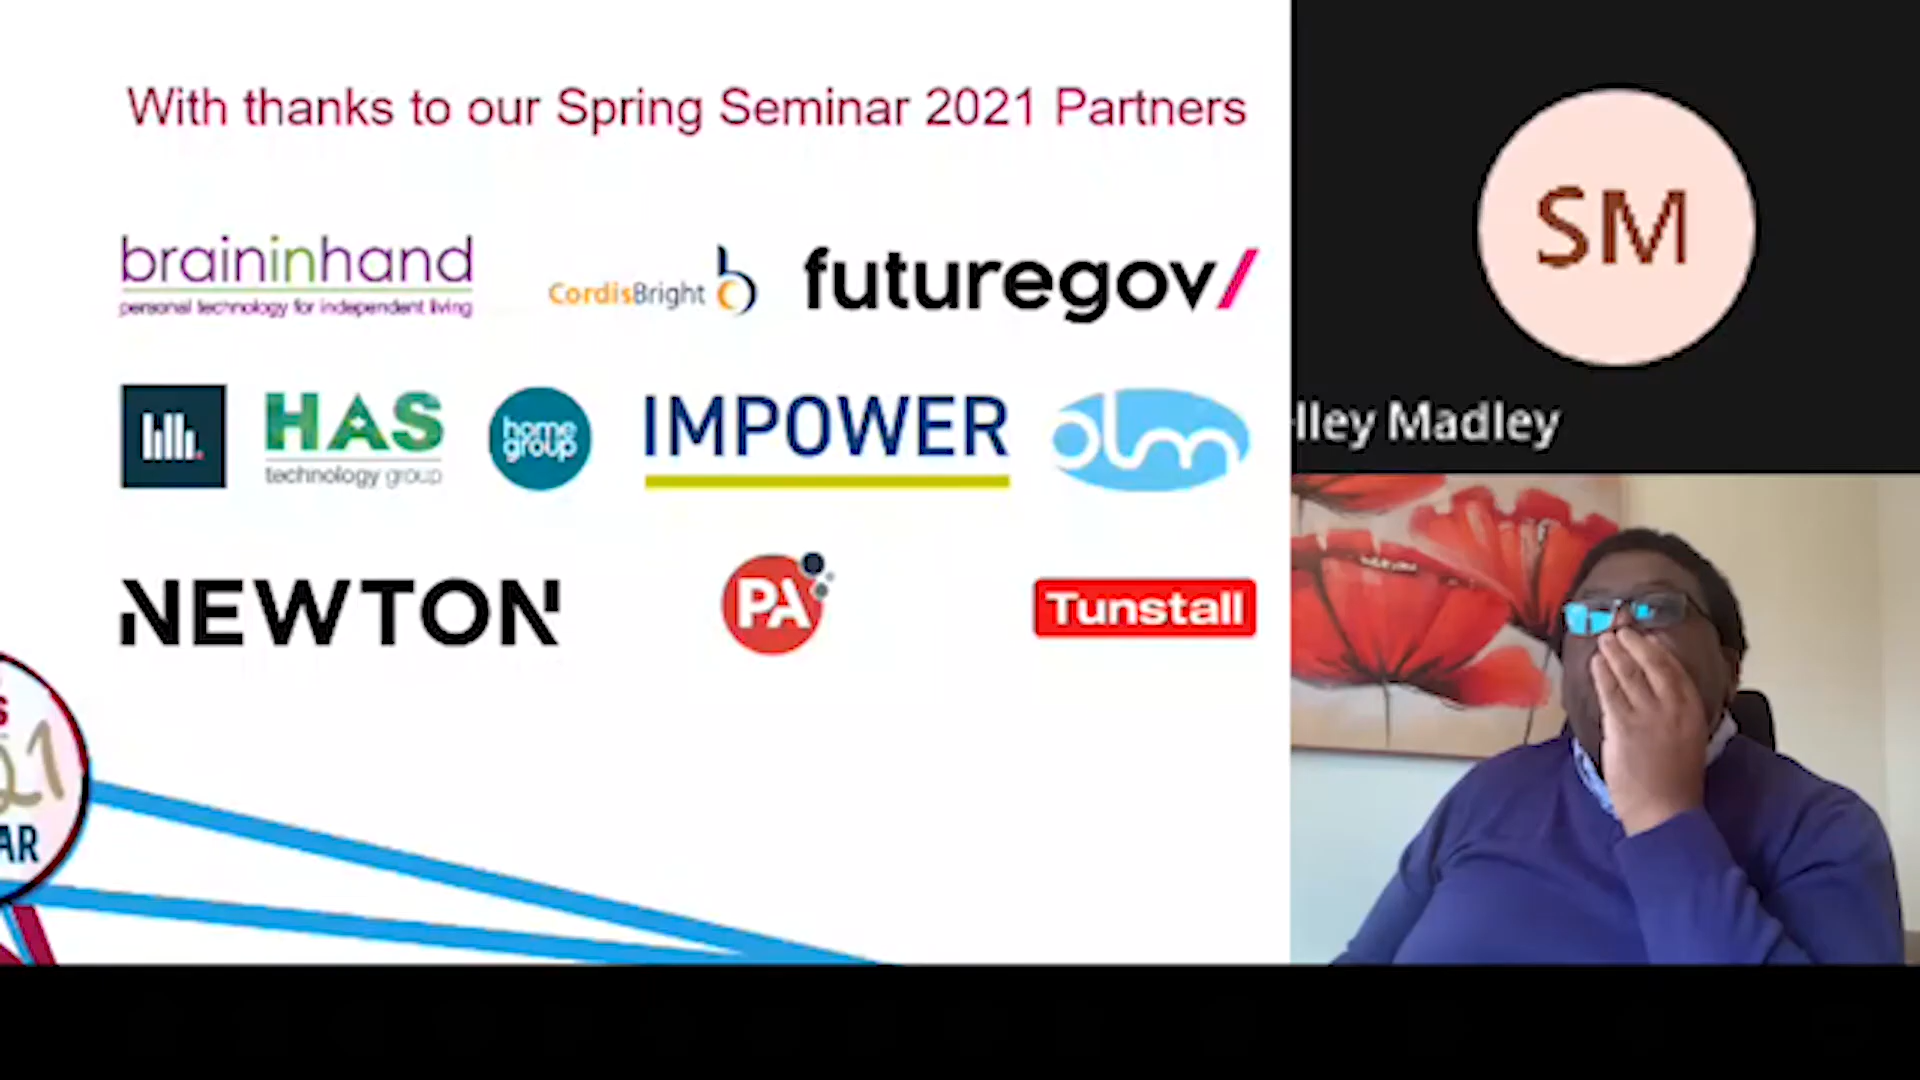 With thanks to our Spring Seminar 2021 Partners
braininhand
personal technology for independent living
CordisBright
futuregov/
HAS
technology group
home
group
IMPOWER
olm
NEWTON
PA
Tunstall
S
21
AR
SM
lley Madley